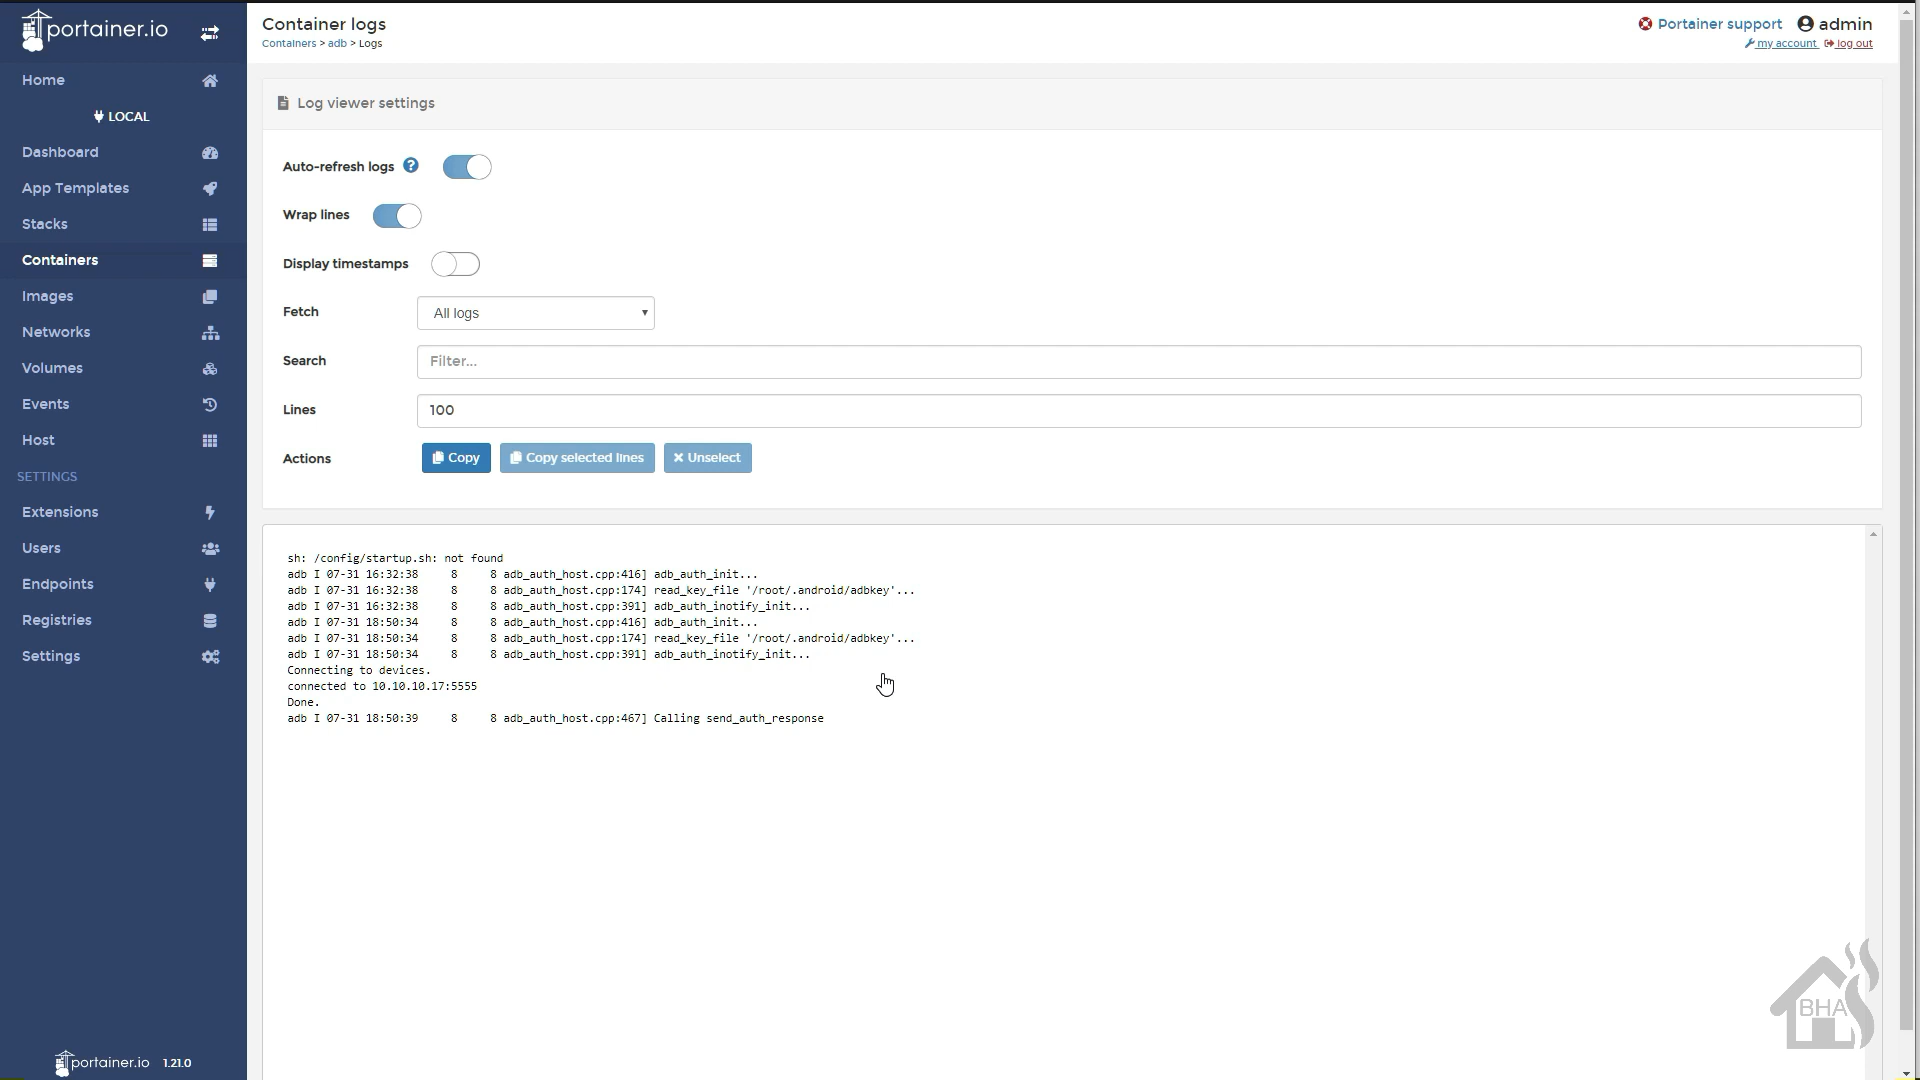 portainer.io
Home
LOCAL
Dashboard
App Templates
Stacks
Containers
Images
Networks
Volumes
Events
Host
SETTINGS
Extensions
Users
Endpoints
Registries
Settings
portainer.io 1.21.0
Container logs
Containers > adb > Logs
Portainer support admin
my account log out
Log viewer settings
Auto-refresh logs
Wrap lines
Display timestamps
Fetch All logs
Search Filter...
Lines 100
Actions Copy Copy selected lines Unselect
sh: /config/startup.sh: not found
adb I 07-31 16:32:38     8     8 adb_auth_host.cpp:416] adb_auth_init...
adb I 07-31 16:32:38     8     8 adb_auth_host.cpp:174] read_key_file '/root/.android/adbkey'...
adb I 07-31 16:32:38     8     8 adb_auth_host.cpp:391] adb_auth_inotify_init...
adb I 07-31 18:50:34     8     8 adb_auth_host.cpp:416] adb_auth_init...
adb I 07-31 18:50:34     8     8 adb_auth_host.cpp:174] read_key_file '/root/.android/adbkey'...
adb I 07-31 18:50:34     8     8 adb_auth_host.cpp:391] adb_auth_inotify_init...
Connecting to devices.
connected to 10.10.10.17:5555
Done.
adb I 07-31 18:50:39     8     8 adb_auth_host.cpp:467] Calling send_auth_response
BHA